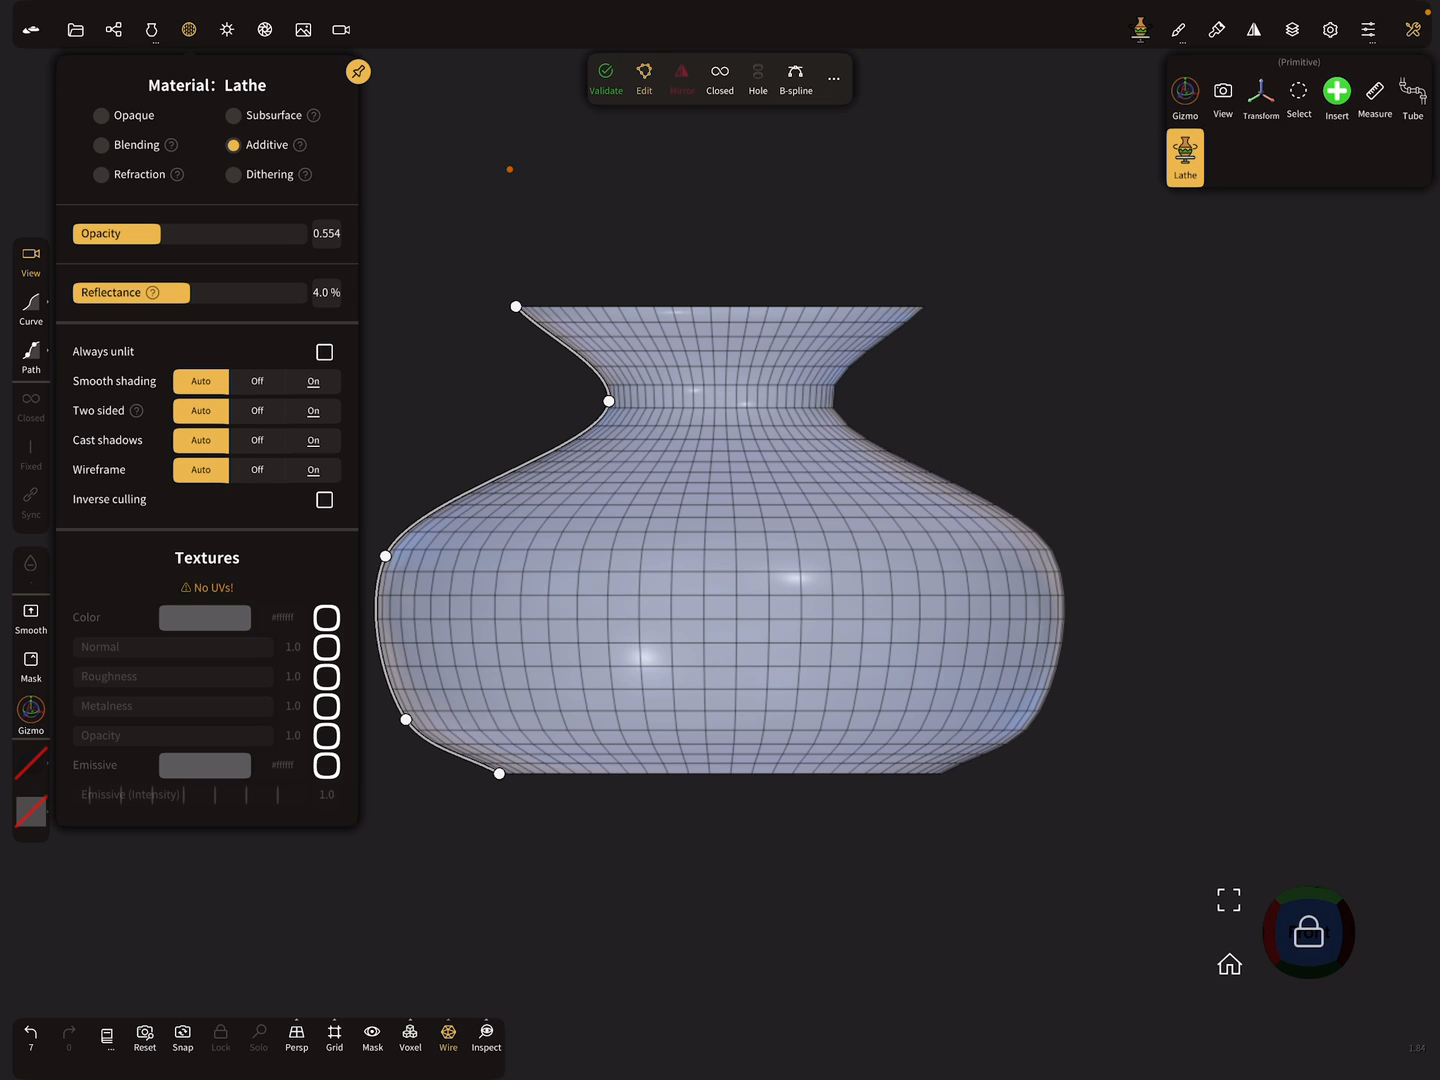 Material: Lathe
Opaque
Subsurface ?
Blending ?
Additive ?
Refraction ?
Dithering ?
Opacity 0.554
Reflectance ? 4.0 %
Always unlit
Smooth shading Auto Off On
Two sided ? Auto Off On
Cast shadows Auto Off On
Wireframe Auto Off On
Inverse culling
Textures
No UVs!
Color #ffffff
Normal 1.0
Roughness 1.0
Metalness 1.0
Opacity 1.0
Emissive #ffffff
Emissive (Intensity) 1.0
View
Curve
Path
Closed
Fixed
Sync
Smooth
Mask
Gizmo
Validate Edit Mirror Closed Hole B-spline ...
(Primitive)
Gizmo View Transform Select Insert Measure Tube
Lathe
7 0 ... Reset Snap Lock Solo Persp Grid Mask Voxel Wire Inspect
1.84